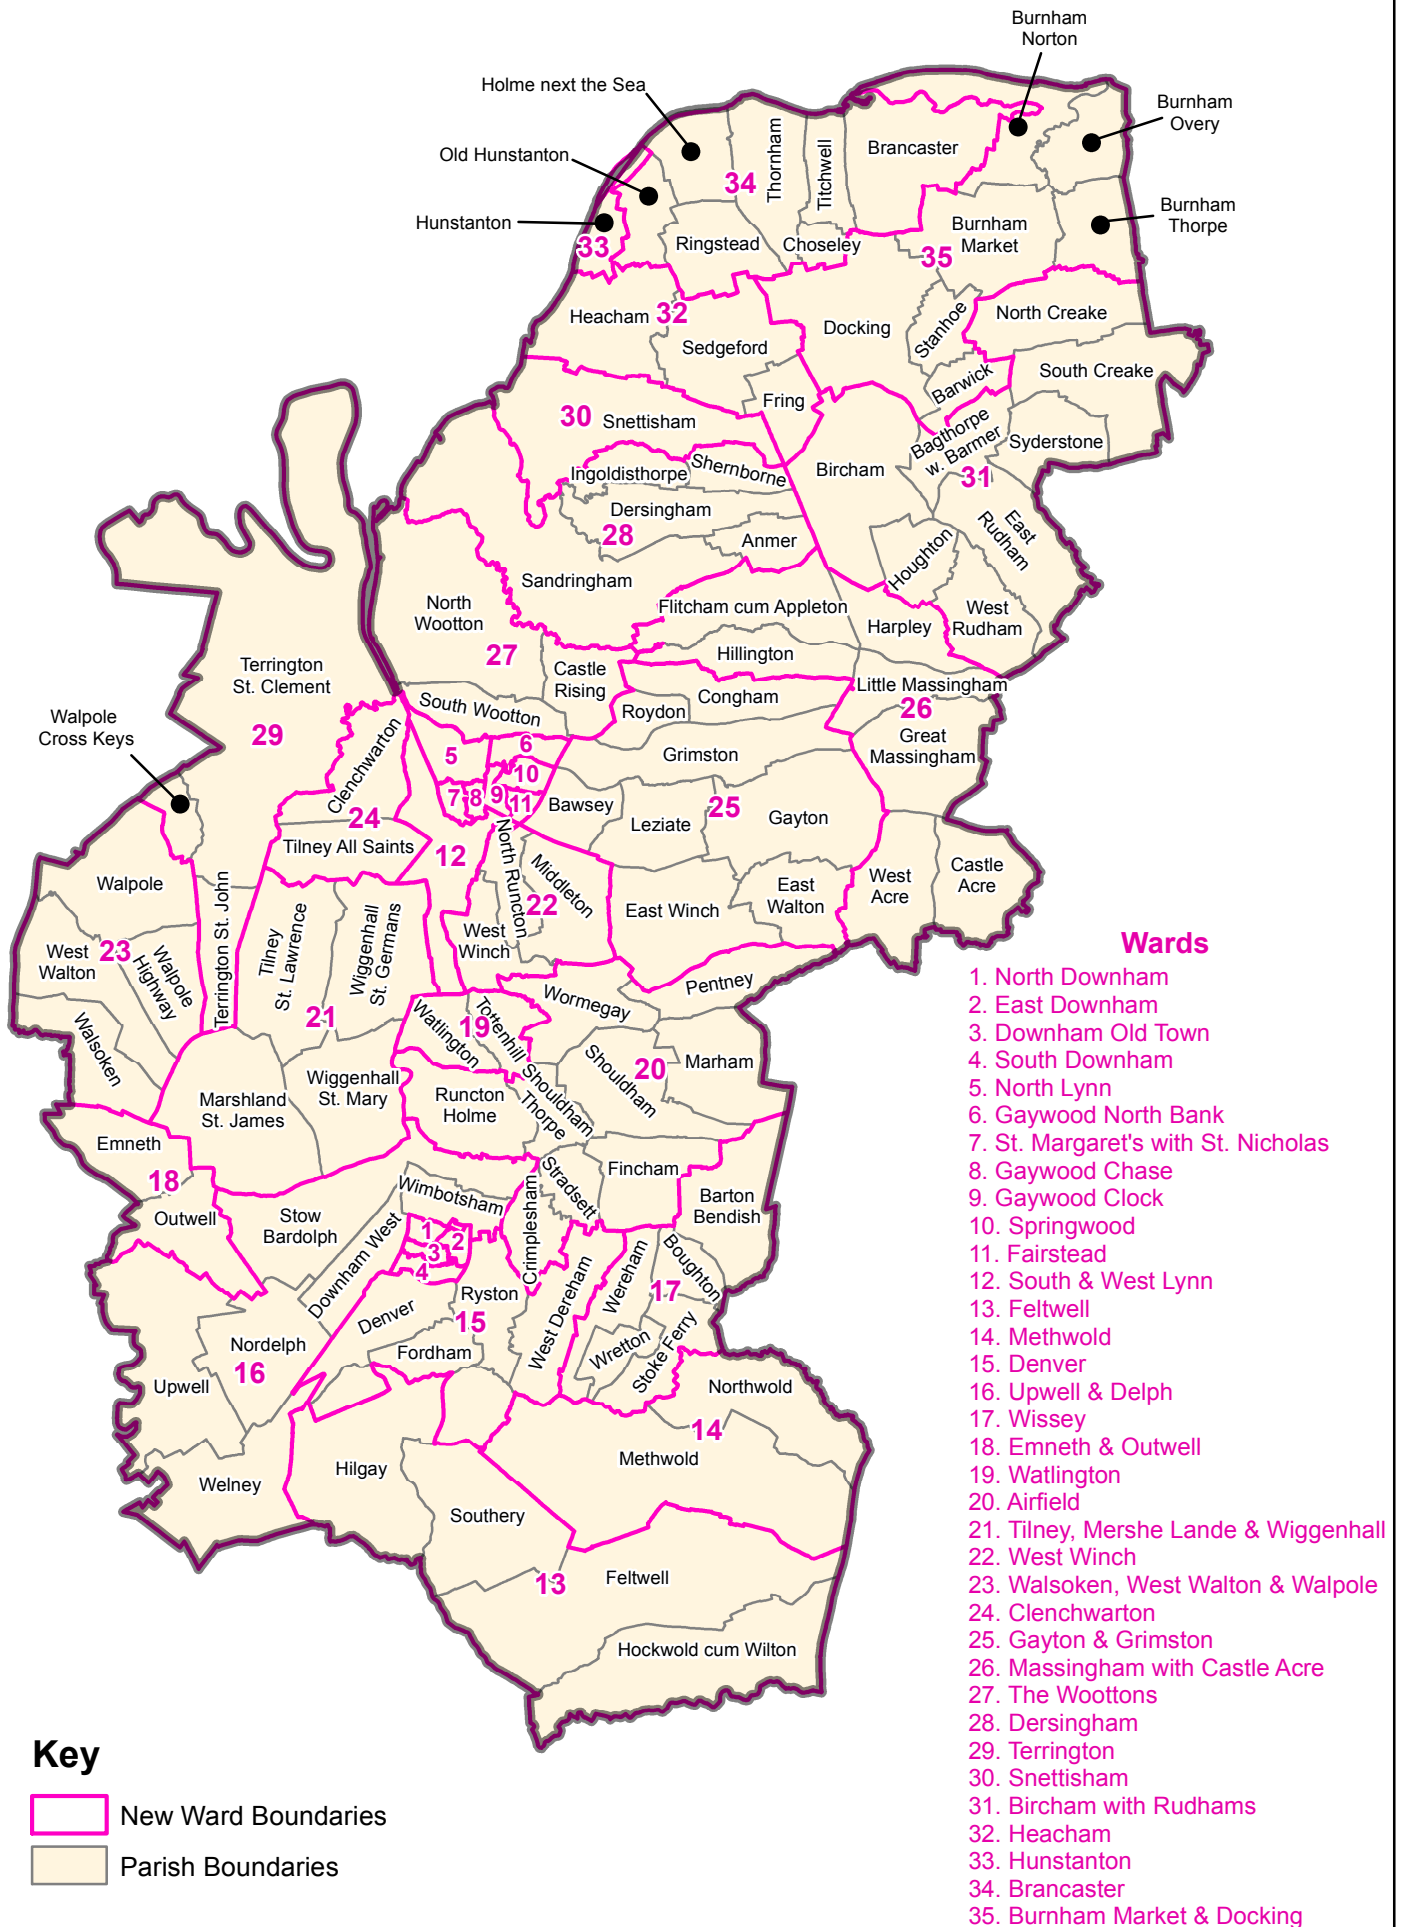 Burnham
Norton
Holme next the Sea
Burnham
Overy
Old Hunstanton
Thornham
Titchwell
Brancaster
34
Hunstanton
33
Ringstead
Choseley
Burnham
Market
35
Burnham
Thorpe
Heacham
32
Sedgeford
Docking
Stanhoe
North Creake
Barwick
South Creake
Fring
30
Snettisham
Bagthorpe
w. Barmer
Syderstone
Ingoldisthorpe
Shernborne
Bircham
31
Dersingham
28
Anmer
East
Rudham
Houghton
Sandringham
North
Wootton
Flitcham cum Appleton
Harpley
West
Rudham
27
Castle
Rising
Hillington
Terrington
St. Clement
29
South Wootton
Roydon
Congham
Little Massingham
26
Great
Massingham
Walpole
Cross Keys
Clenchwarton
24
5
6
10
7
8
9
11
Grimston
Bawsey
Leziate
25
Gayton
Tilney All Saints
12
North Runcton
Middleton
22
West
Winch
East Winch
East
Walton
West
Acre
Castle
Acre
Walpole
Terrington St. John
Tilney
St. Lawrence
Wiggenhall
St. Germans
West
Walton
23
Walpole
Highway
21
Walsoken
Pentney
Wormegay
Watlington
19
Tottenhill
Shouldham
20
Marham
Wiggenhall
St. Mary
Marshland
St. James
Runcton
Holme
Shouldham
Thorpe
Emneth
18
Outwell
Stow
Bardolph
Wimbotsham
Crimplesham
Stradsett
Fincham
Barton
Bendish
Downham West
1
2
3
4
Denver
Ryston
15
Fordham
West Dereham
Wereham
Boughton
17
Wretton
Stoke Ferry
Nordelph
16
Upwell
Northwold
14
Methwold
Welney
Hilgay
Southery
13
Feltwell
Hockwold cum Wilton
Wards
1. North Downham
2. East Downham
3. Downham Old Town
4. South Downham
5. North Lynn
6. Gaywood North Bank
7. St. Margaret's with St. Nicholas
8. Gaywood Chase
9. Gaywood Clock
10. Springwood
11. Fairstead
12. South & West Lynn
13. Feltwell
14. Methwold
15. Denver
16. Upwell & Delph
17. Wissey
18. Emneth & Outwell
19. Watlington
20. Airfield
21. Tilney, Mershe Lande & Wiggenhall
22. West Winch
23. Walsoken, West Walton & Walpole
24. Clenchwarton
25. Gayton & Grimston
26. Massingham with Castle Acre
27. The Woottons
28. Dersingham
29. Terrington
30. Snettisham
31. Bircham with Rudhams
32. Heacham
33. Hunstanton
34. Brancaster
35. Burnham Market & Docking
Key
New Ward Boundaries
Parish Boundaries